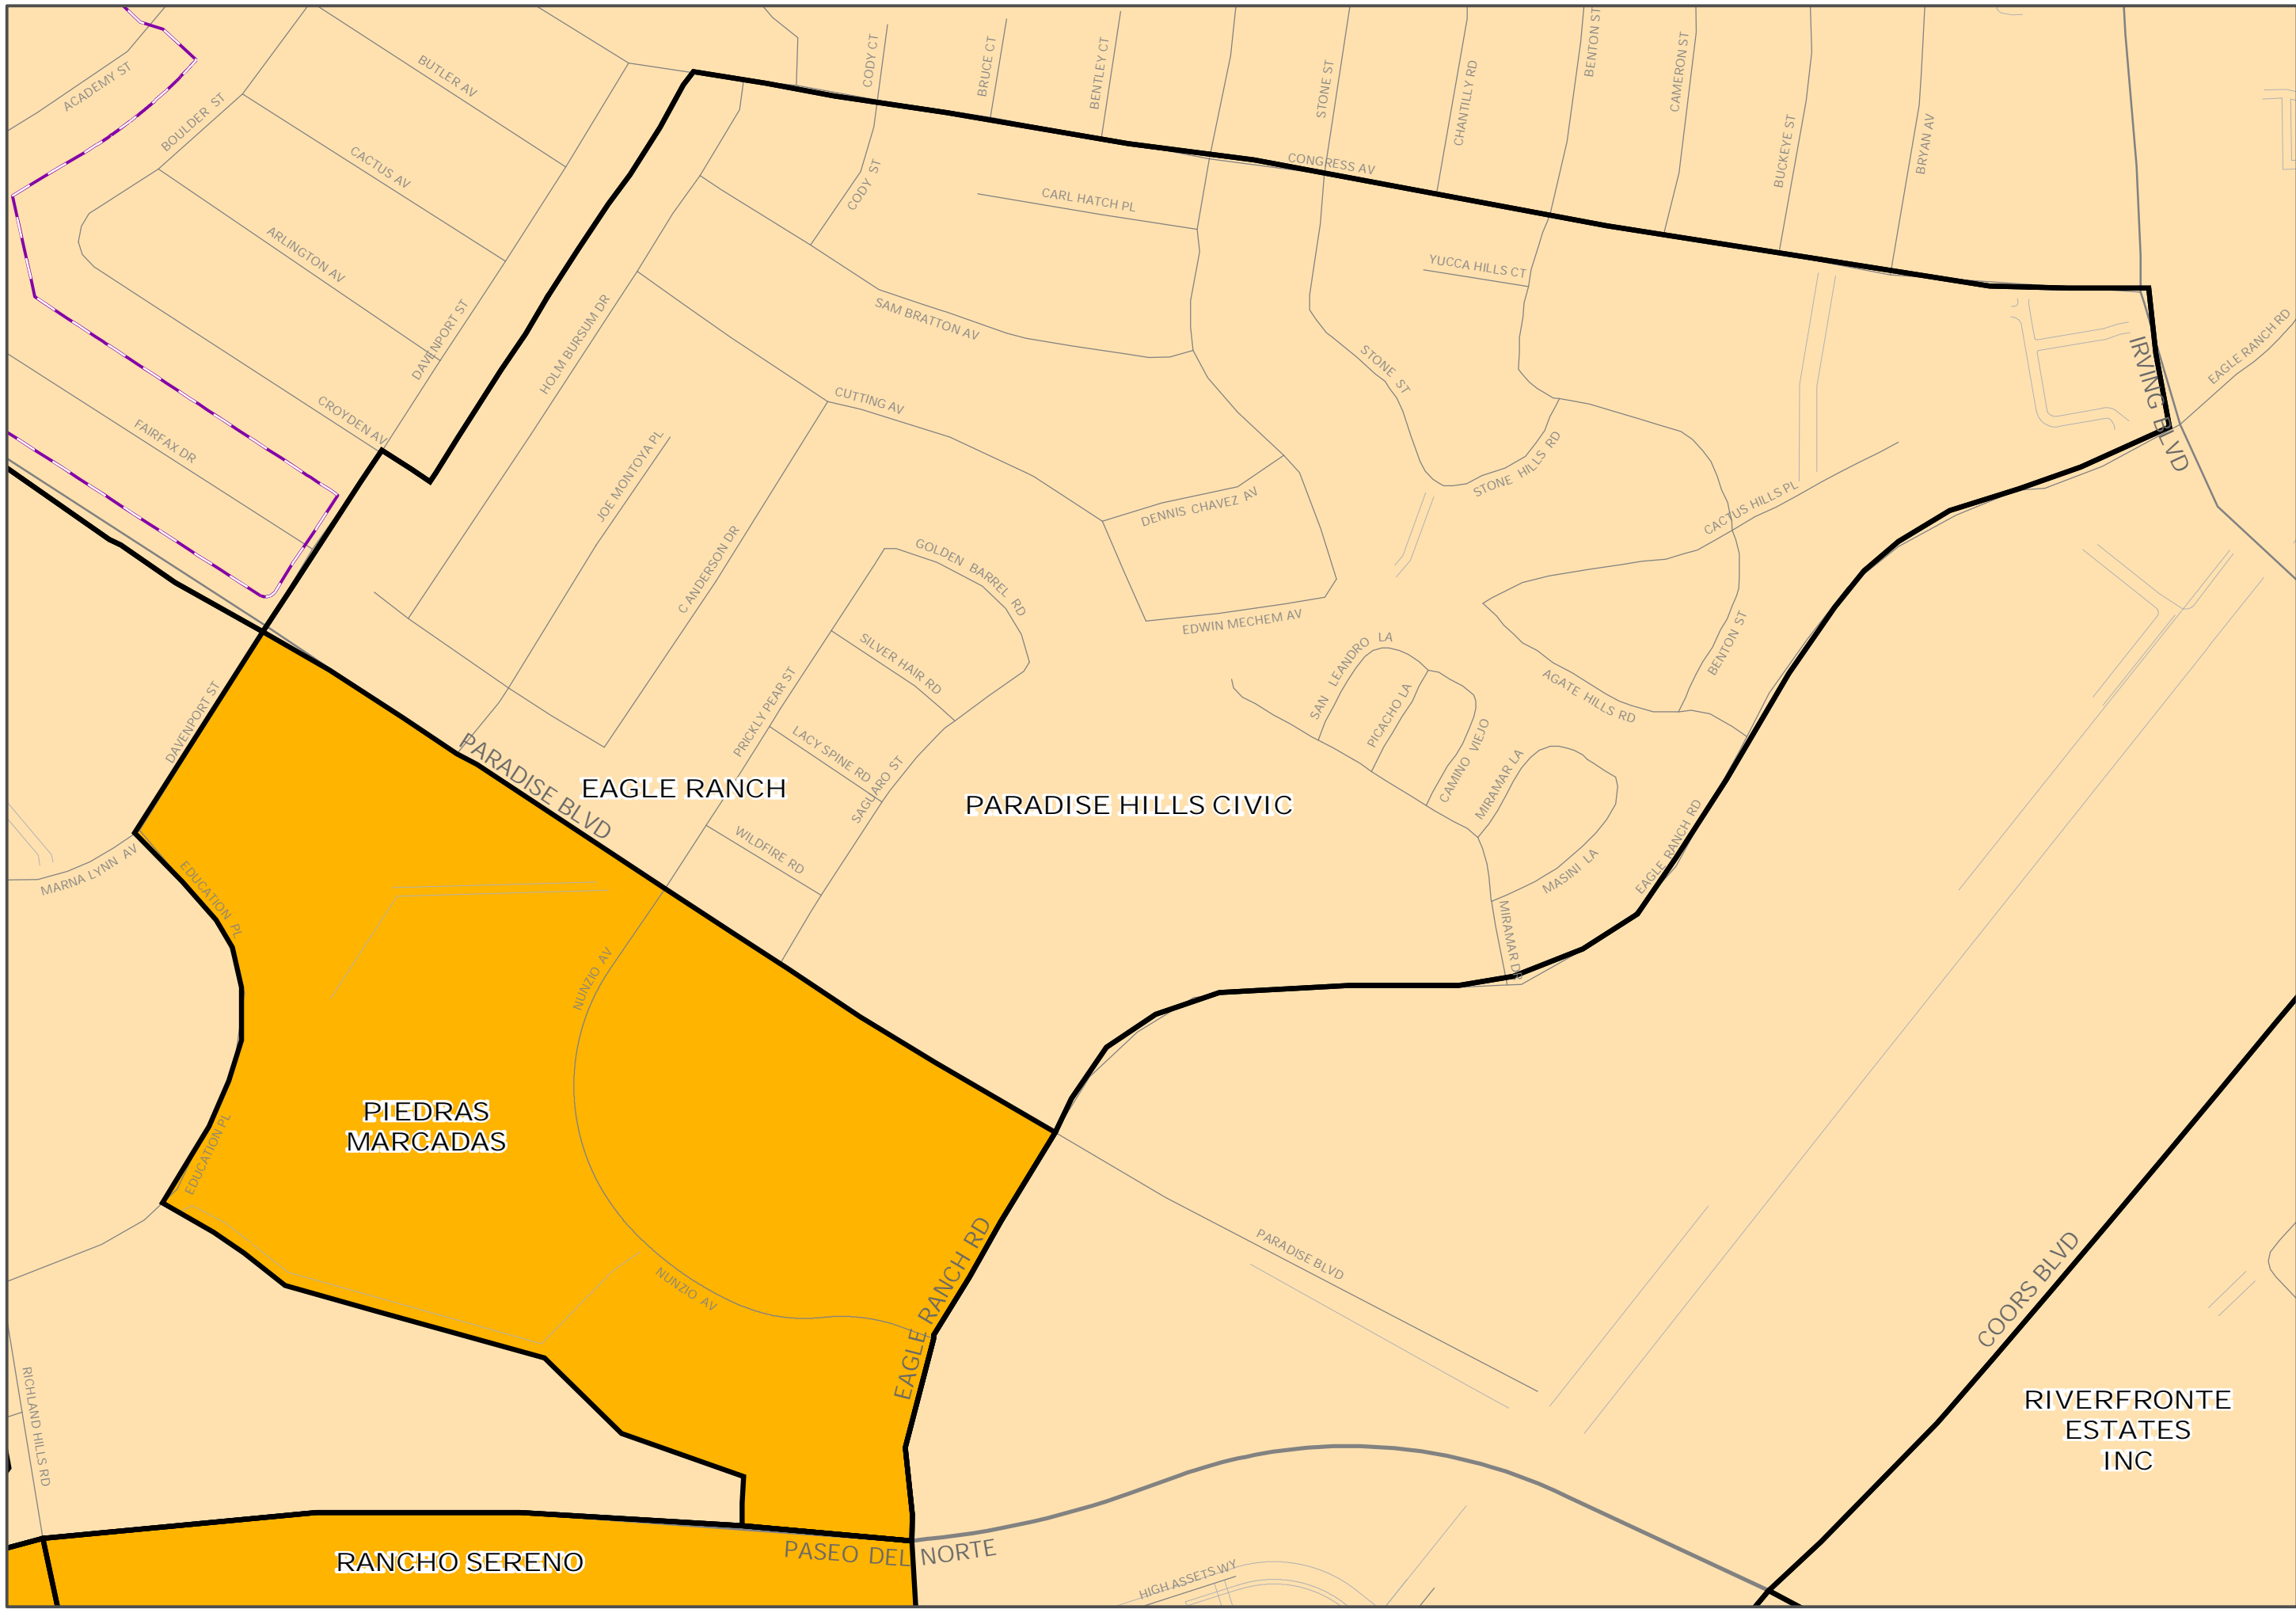 ACADEMY ST
BOULDER ST
BUTLER AV
CACTUS AV
ARLINGTON AV
DAVENPORT ST
CROYDEN AV
FAIRFAX DR
CODY CT
BRUCE CT
BENTLEY CT
STONE ST
CHANTILLY RD
BENTON ST
CAMERON ST
BUCKEYE ST
BRYAN AV
CONGRESS AV
CODY ST
CARL HATCH PL
YUCCA HILLS CT
HOLM BURSUM DR
SAM BRATTON AV
CUTTING AV
STONE ST
STONE HILLS RD
IRVING BLVD
EAGLE RANCH RD
JOE MONTOYA PL
C ANDERSON DR
DENNIS CHAVEZ AV
CACTUS HILLS PL
GOLDEN BARREL RD
EDWIN MECHEM AV
SILVER HAIR RD
PRICKLY PEAR ST
LACY SPINE RD
SAGUARO ST
WILDFIRE RD
SAN LEANDRO LA
PICACHO LA
CAMINO VIEJO
MIRAMAR LA
AGATE HILLS RD
BENTON ST
MASINI LA
EAGLE RANCH RD
MIRAMAR DR
DAVENPORT ST
PARADISE BLVD
EAGLE RANCH
PARADISE HILLS CIVIC
MARNA LYNN AV
EDUCATION PL
NUNZIO AV
PIEDRAS
MARCADAS
EDUCATION PL
NUNZIO AV
EAGLE RANCH RD
PARADISE BLVD
COORS BLVD
RICHLAND HILLS RD
RIVERFRONTE
ESTATES
INC
RANCHO SERENO
PASEO DEL NORTE
HIGH ASSETS WY